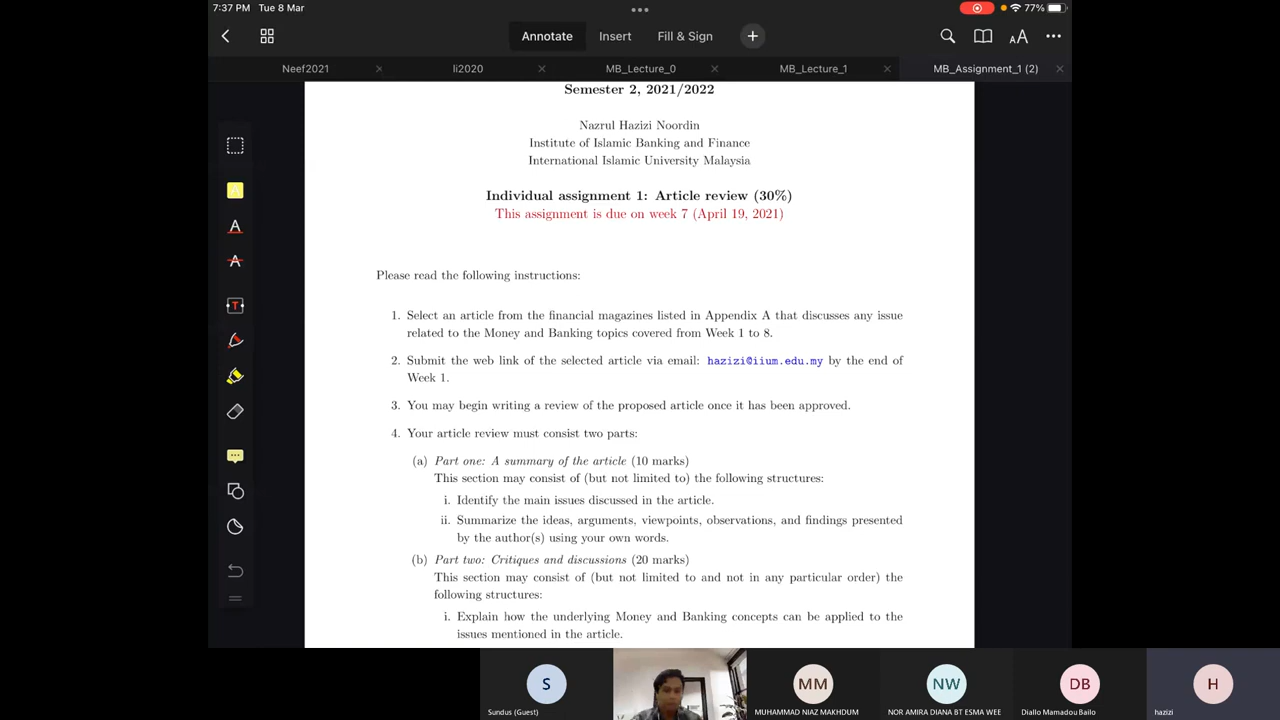 7:37 PM Tue 8 Mar
77%
Annotate Insert Fill & Sign
AA
Neef2021
li2020
MB_Lecture_0
MB_Lecture_1
MB_Assignment_1 (2)
Semester 2, 2021/2022
Nazrul Hazizi Noordin
Institute of Islamic Banking and Finance
International Islamic University Malaysia
Individual assignment 1: Article review (30%)
This assignment is due on week 7 (April 19, 2021)
Please read the following instructions:
1. Select an article from the financial magazines listed in Appendix A that discusses any issue
related to the Money and Banking topics covered from Week 1 to 8.
2. Submit the web link of the selected article via email: hazizi@iium.edu.my by the end of
Week 1.
3. You may begin writing a review of the proposed article once it has been approved.
4. Your article review must consist two parts:
(a) Part one: A summary of the article (10 marks)
This section may consist of (but not limited to) the following structures:
i. Identify the main issues discussed in the article.
ii. Summarize the ideas, arguments, viewpoints, observations, and findings presented
by the author(s) using your own words.
(b) Part two: Critiques and discussions (20 marks)
This section may consist of (but not limited to and not in any particular order) the
following structures:
i. Explain how the underlying Money and Banking concepts can be applied to the
issues mentioned in the article.
S
MM
NW
DB
H
Sundus (Guest)
MUHAMMAD NIAZ MAKHDUM
NOR AMIRA DIANA BT ESMA WEE
Diallo Mamadou Bailo
hazizi